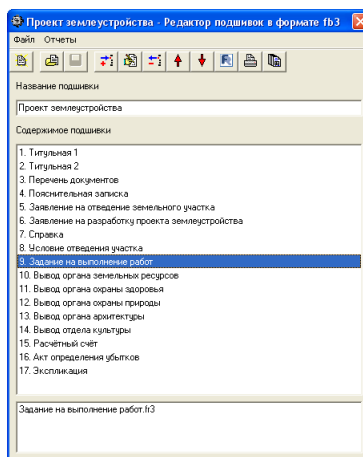 Проект землеустройства - Редактор подшивок в формате fb3
Файл Отчеты
Название подшивки
Проект землеустройства
Содержимое подшивки
1. Титульная 1
2. Титульная 2
3. Перечень документов
4. Пояснительная записка
5. Заявление на отведение земельного участка
6. Заявление на разработку проекта землеустройства
7. Справка
8. Условие отведения участка
9. Задание на выполнение работ
10. Вывод органа земельных ресурсов
11. Вывод органа охраны здоровья
12. Вывод органа охраны природы
13. Вывод органа архитектуры
14. Вывод отдела культуры
15. Расчётный счёт
16. Акт определения убытков
17. Экспликация
Задание на выполнение работ.fr3